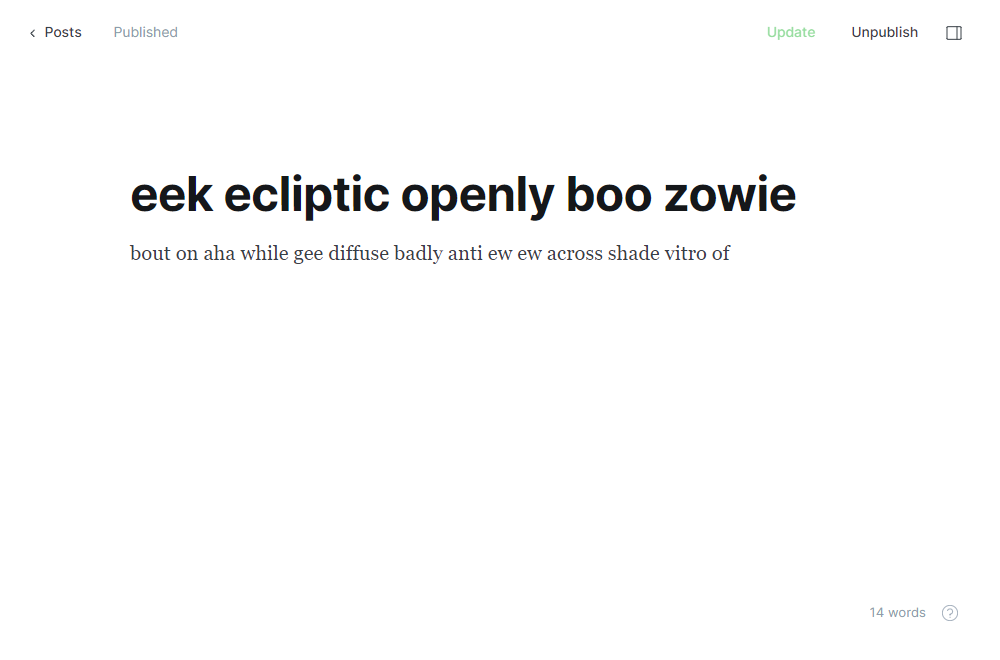 Posts Published Update Unpublish
eek ecliptic openly boo zowie
bout on aha while gee diffuse badly anti ew ew across shade vitro of
14 words ?